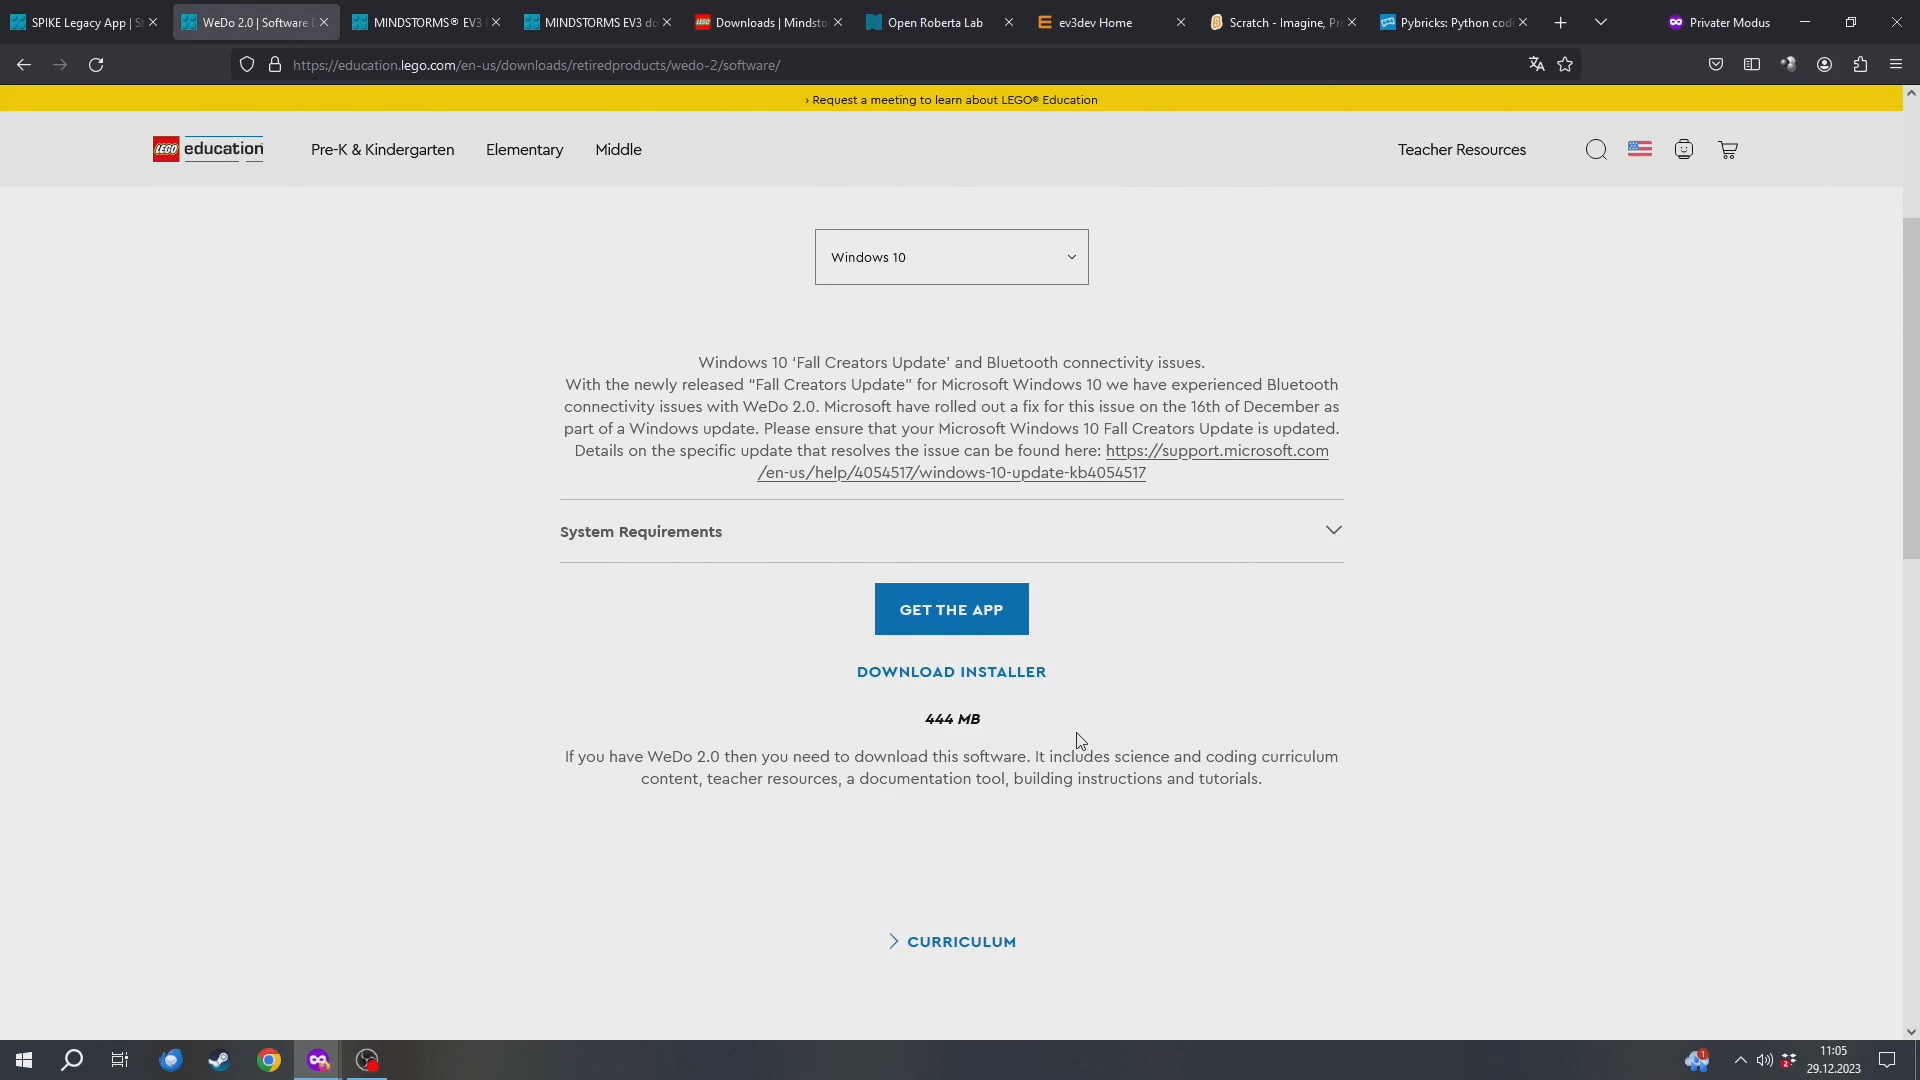 SPIKE Legacy App | S
WeDo 2.0 | Software
MINDSTORMS® EV3
MINDSTORMS EV3 do
Downloads | Mindsto
Open Roberta Lab
ev3dev Home
Scratch - Imagine, Pr
Pybricks: Python codi
Privater Modus
https://education.lego.com/en-us/downloads/retiredproducts/wedo-2/software/
› Request a meeting to learn about LEGO® Education
LEGO education
Pre-K & Kindergarten
Elementary
Middle
Teacher Resources
Windows 10
Windows 10 ‘Fall Creators Update’ and Bluetooth connectivity issues.
With the newly released “Fall Creators Update” for Microsoft Windows 10 we have experienced Bluetooth
connectivity issues with WeDo 2.0. Microsoft have rolled out a fix for this issue on the 16th of December as
part of a Windows update. Please ensure that your Microsoft Windows 10 Fall Creators Update is updated.
Details on the specific update that resolves the issue can be found here: https://support.microsoft.com
/en-us/help/4054517/windows-10-update-kb4054517
System Requirements
GET THE APP
DOWNLOAD INSTALLER
444 MB
If you have WeDo 2.0 then you need to download this software. It includes science and coding curriculum
content, teacher resources, a documentation tool, building instructions and tutorials.
CURRICULUM
11:05
29.12.2023